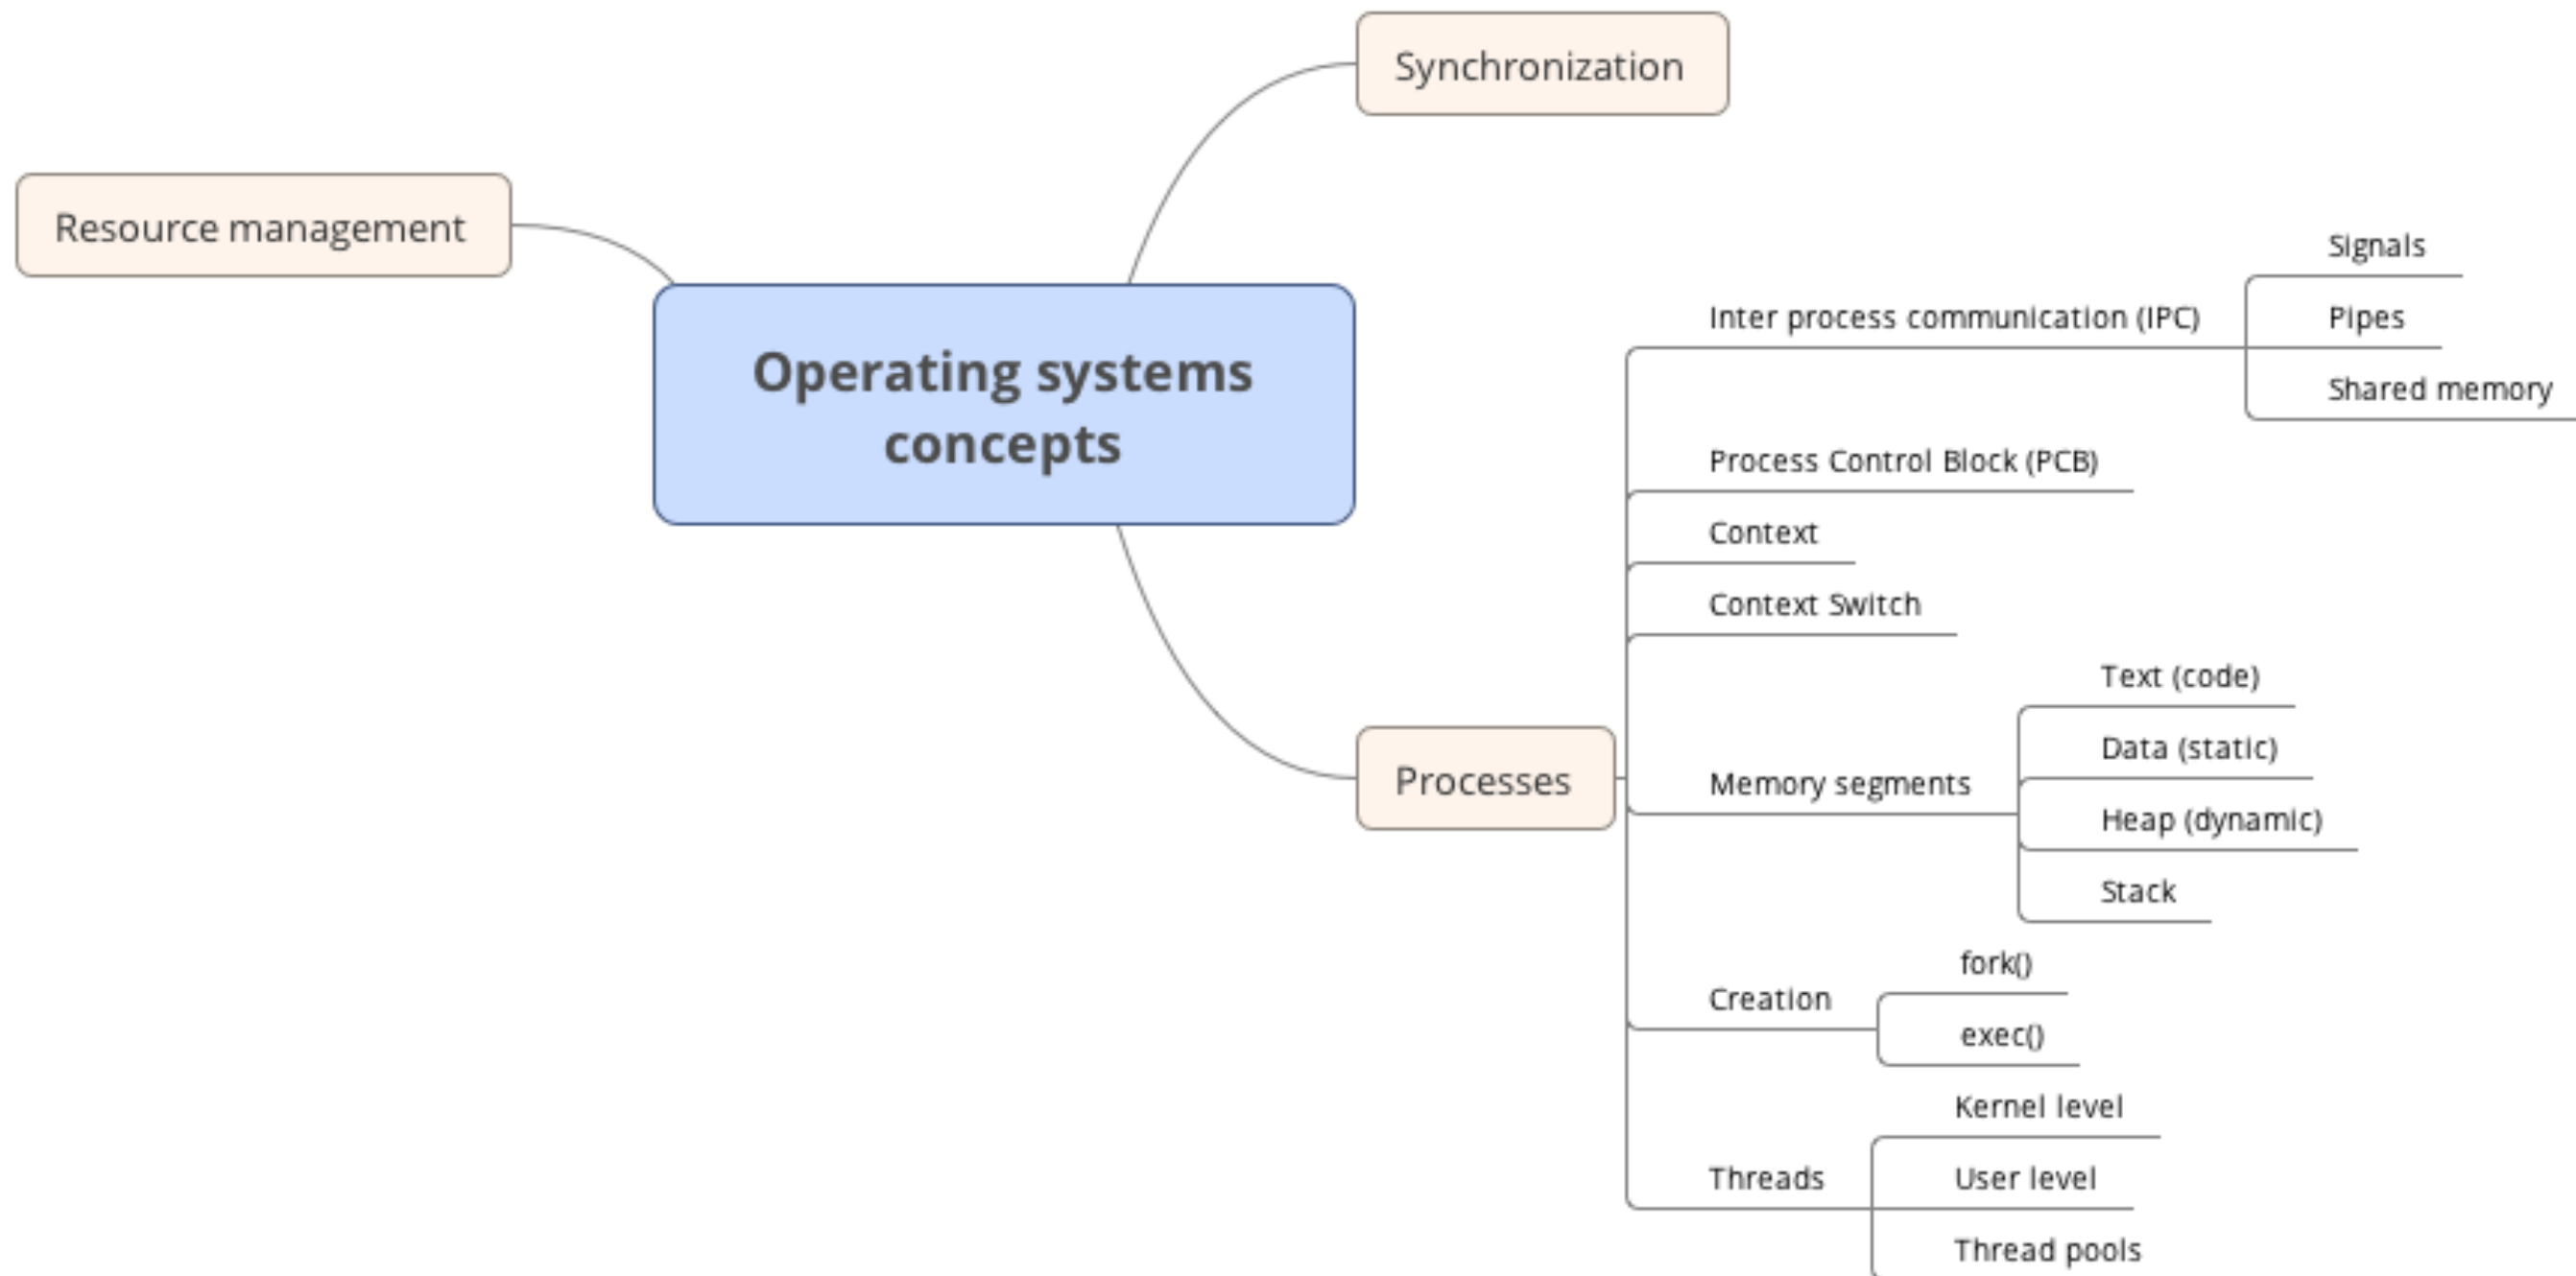 Synchronization
Resource management
Operating systems
concepts
Processes
Inter process communication (IPC)
Signals
Pipes
Shared memory
Process Control Block (PCB)
Context
Context Switch
Memory segments
Text (code)
Data (static)
Heap (dynamic)
Stack
Creation
fork()
exec()
Threads
Kernel level
User level
Thread pools